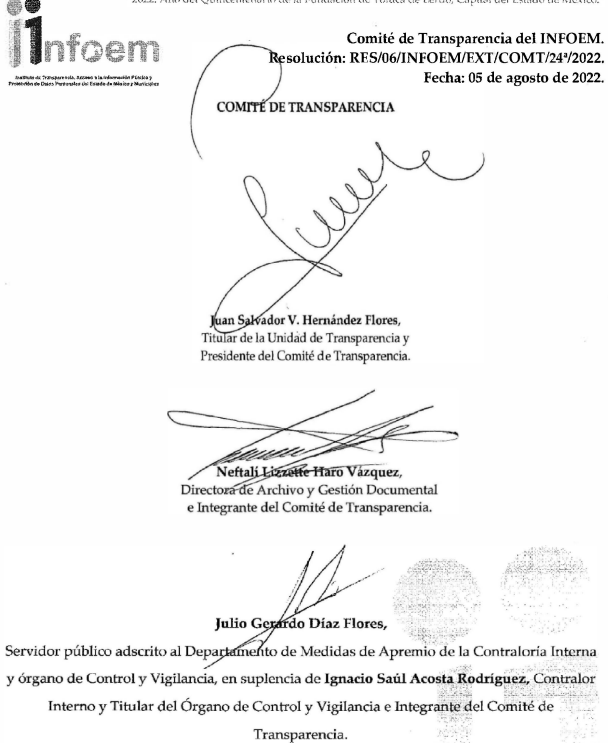 2022. Año del Quincentenario de la Fundación de Toluca de Lerdo, Capital del Estado de México.
infoem
Instituto de Transparencia, Acceso a la Información Pública y
Protección de Datos Personales del Estado de México y Municipios
Comité de Transparencia del INFOEM.
Resolución: RES/06/INFOEM/EXT/COMT/24ª/2022.
Fecha: 05 de agosto de 2022.
COMITÉ DE TRANSPARENCIA
Juan Salvador V. Hernández Flores,
Titular de la Unidad de Transparencia y
Presidente del Comité de Transparencia.
Neftalí Lizzette Haro Vázquez,
Directora de Archivo y Gestión Documental
e Integrante del Comité de Transparencia.
Julio Gerardo Díaz Flores,
Servidor público adscrito al Departamento de Medidas de Apremio de la Contraloría Interna
y órgano de Control y Vigilancia, en suplencia de Ignacio Saúl Acosta Rodríguez, Contralor
Interno y Titular del Órgano de Control y Vigilancia e Integrante del Comité de
Transparencia.